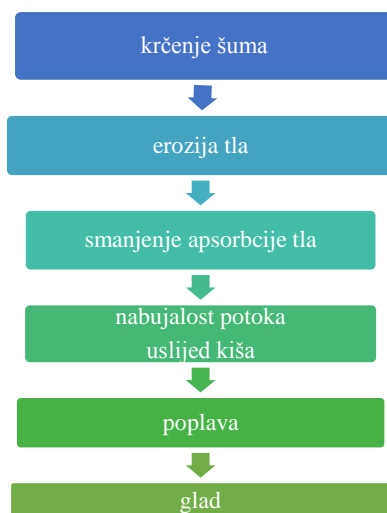 krčenje šuma
erozija tla
smanjenje apsorbcije tla
nabujalost potoka
uslijed kiša
poplava
glad